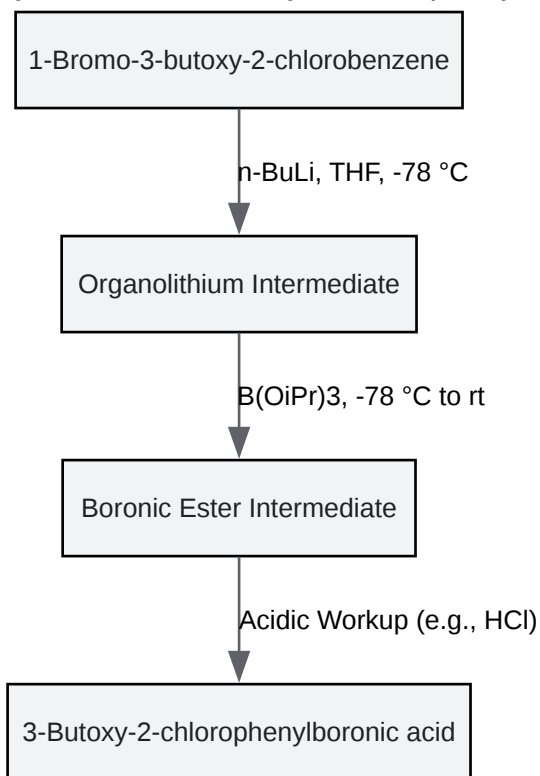 1-Bromo-3-butoxy-2-chlorobenzene
n-BuLi, THF, -78 °C
Organolithium Intermediate
B(OiPr)3, -78 °C to rt
Boronic Ester Intermediate
Acidic Workup (e.g., HCl)
3-Butoxy-2-chlorophenylboronic acid